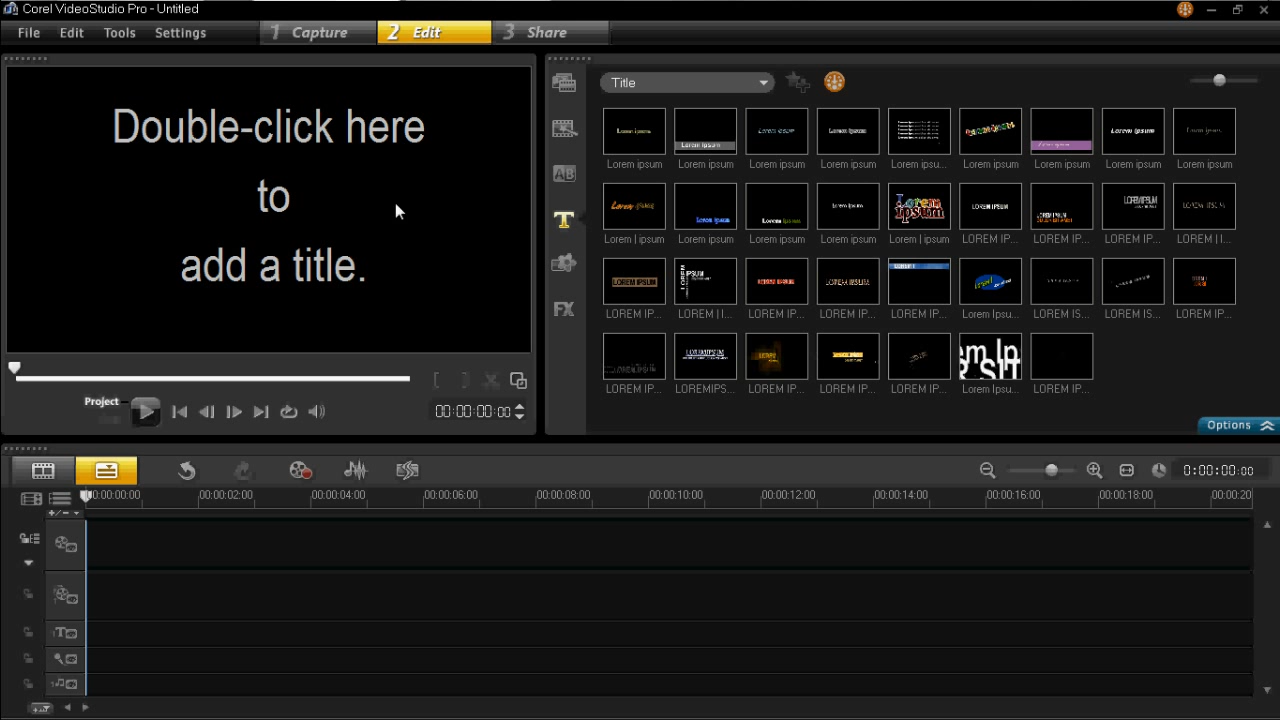 Corel VideoStudio Pro - Untitled
File Edit Tools Settings 1 Capture 2 Edit 3 Share
Double-click here
to
add a title.
Project
00:00:00:00
Title
Lorem ipsum Lorem ipsum Lorem ipsum Lorem ipsum Lorem ipsu... Lorem ipsum Lorem ipsum Lorem ipsum Lorem ipsum
Lorem | ipsum Lorem ipsum Lorem ipsum Lorem ipsum Lorem | ipsum LOREM IP... LOREM IP... LOREM IP... LOREM | I...
LOREM IP... LOREM | I... LOREM IP... LOREM IP... LOREM IP... Lorem Ipsu... LOREM IS... LOREM IS... LOREM IP...
LOREM IP... LOREMIPS... LOREM IP... LOREM IP... LOREM IP... Lorem Ipsu... LOREM IP...
AB
T
FX
Options
0:00:00:00
00:00:00:00 00:00:02:00 00:00:04:00 00:00:06:00 00:00:08:00 00:00:10:00 00:00:12:00 00:00:14:00 00:00:16:00 00:00:18:00 00:00:20